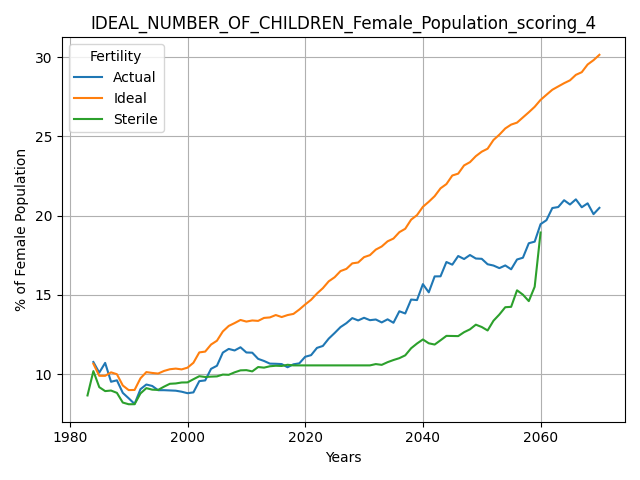 IDEAL_NUMBER_OF_CHILDREN_Female_Population_scoring_4
Fertility
Actual
Ideal
Sterile
% of Female Population
30
25
20
15
10
1980
2000
2020
2040
2060
Years